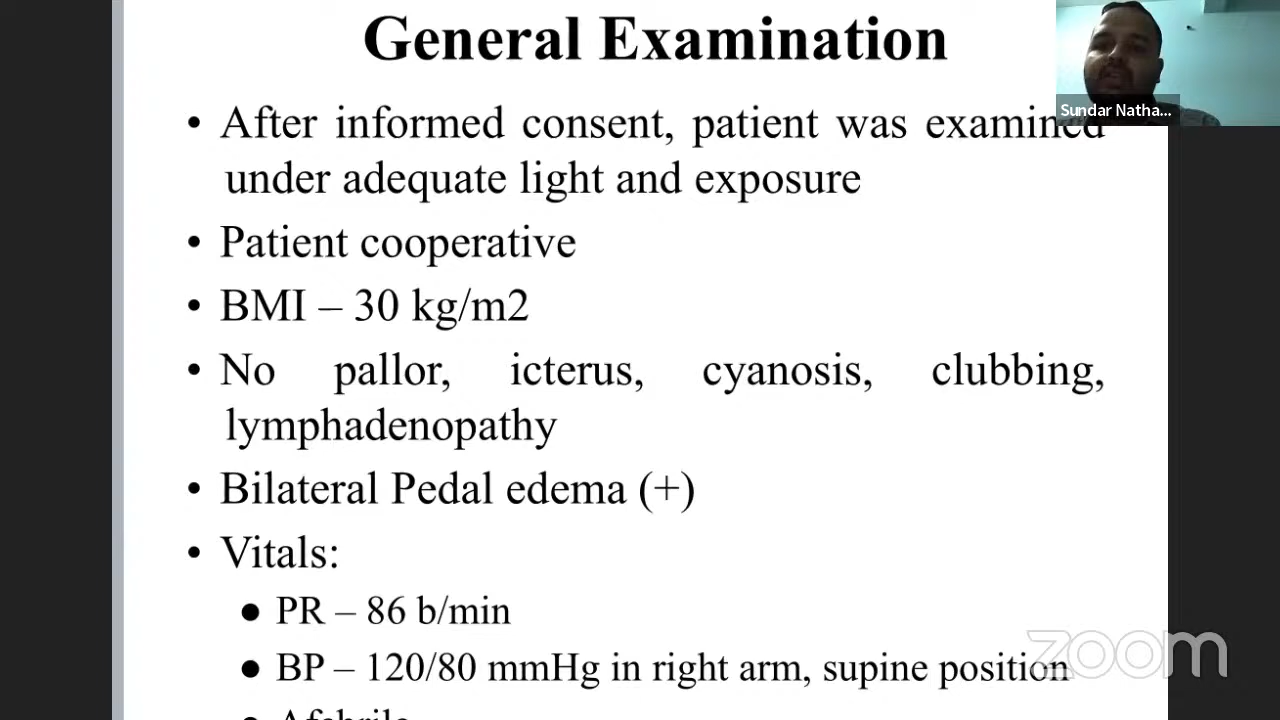 General Examination
Sundar Natha...
• After informed consent, patient was examined
under adequate light and exposure
• Patient cooperative
• BMI – 30 kg/m2
• No pallor, icterus, cyanosis, clubbing,
lymphadenopathy
• Bilateral Pedal edema (+)
• Vitals:
● PR – 86 b/min
● BP – 120/80 mmHg in right arm, supine position
● Afebrile
zoom